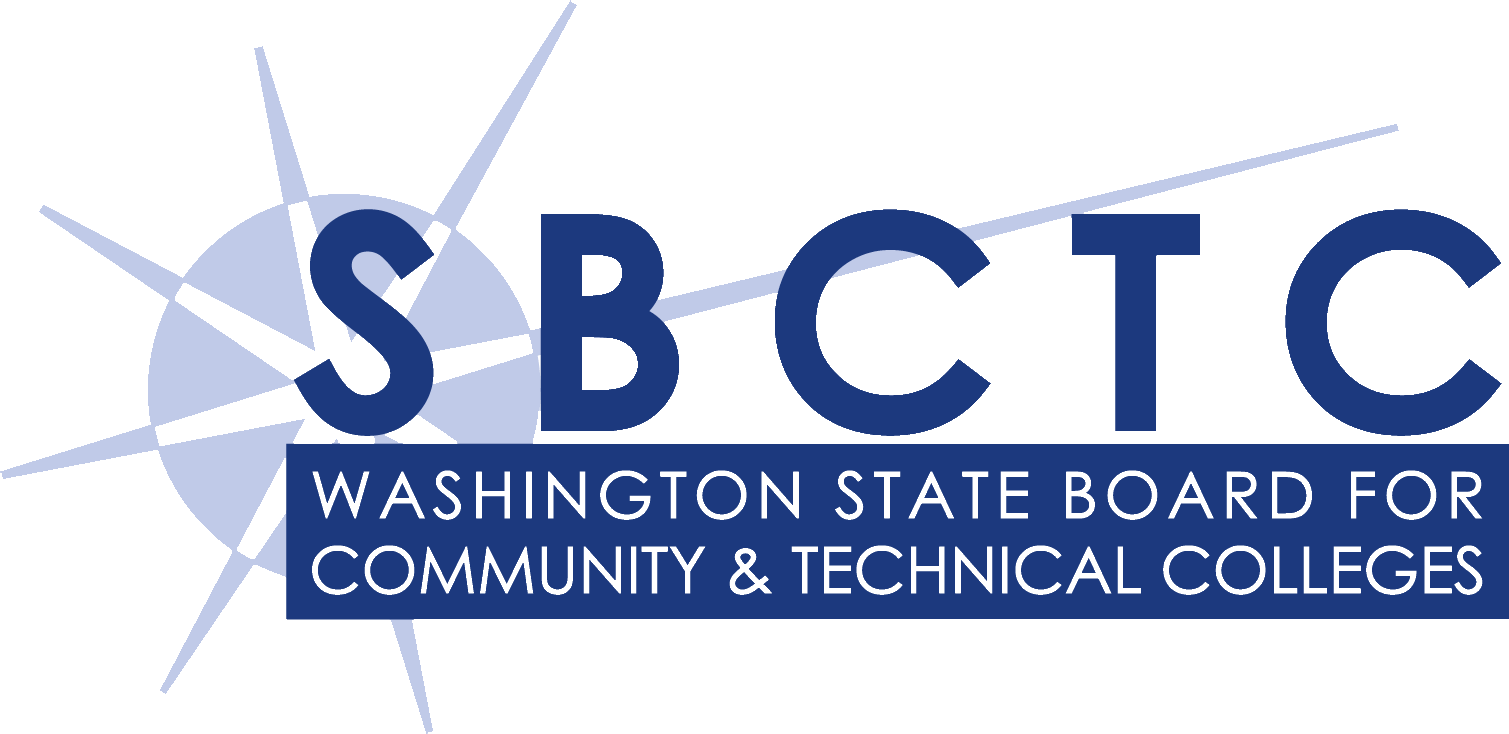 SBCTC
WASHINGTON STATE BOARD FOR
COMMUNITY & TECHNICAL COLLEGES